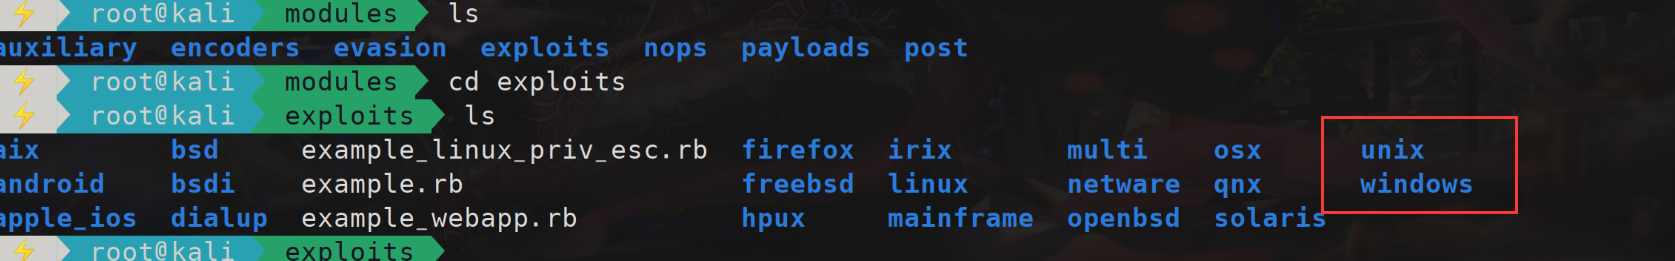 ⚡ root@kali modules ls
auxiliary encoders evasion exploits nops payloads post
⚡ root@kali modules cd exploits
⚡ root@kali exploits ls
aix bsd example_linux_priv_esc.rb firefox irix multi osx unix
android bsdi example.rb freebsd linux netware qnx windows
apple_ios dialup example_webapp.rb hpux mainframe openbsd solaris
⚡ root@kali exploits